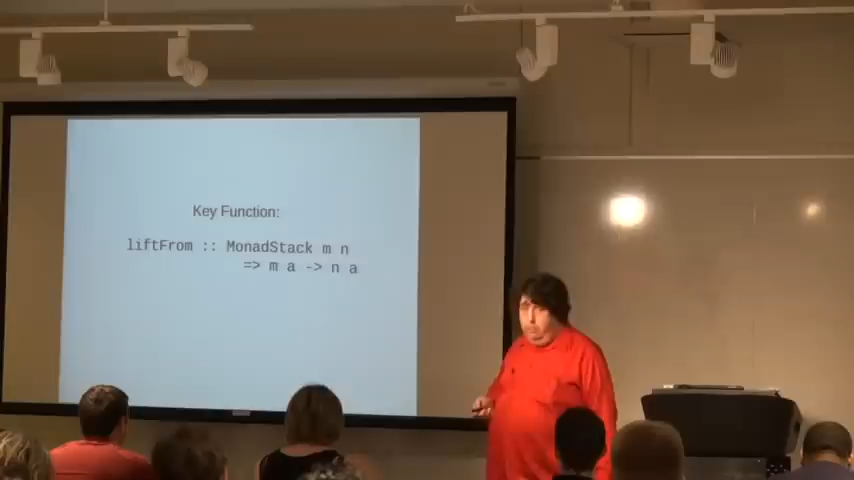 Key Function:
liftFrom :: MonadStack m n
=> m a -> n a